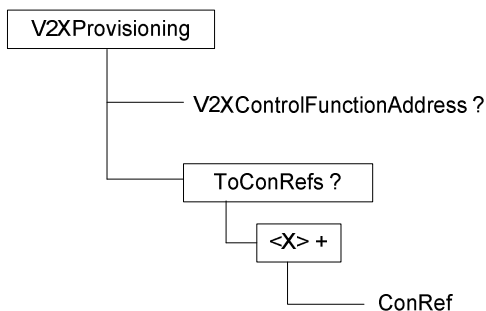 V2XProvisioning
V2XControlFunctionAddress ?
ToConRefs ?
<X> +
ConRef